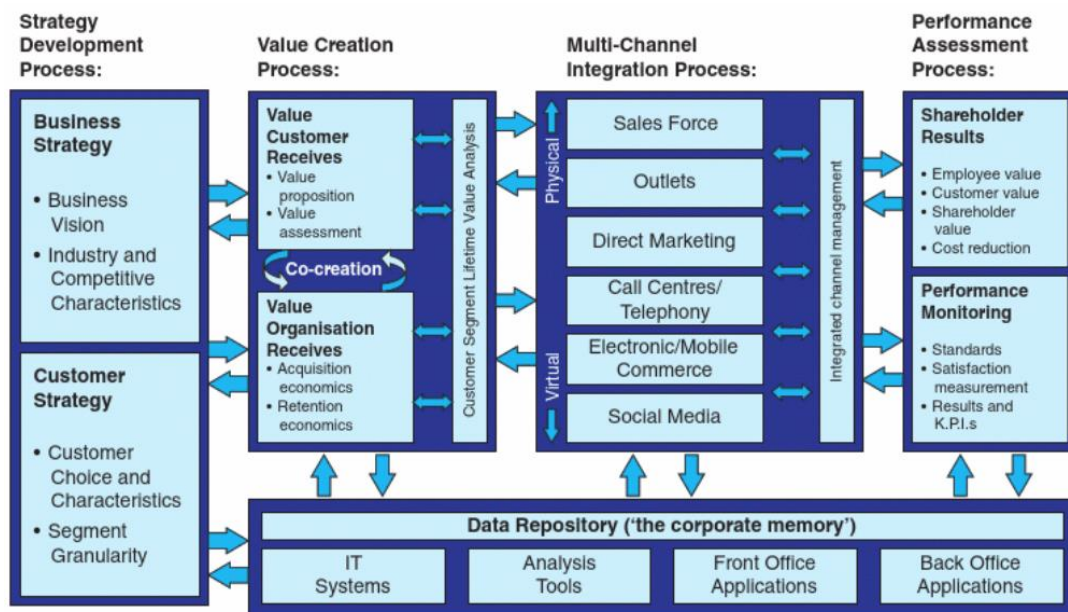 Strategy
Development
Process:
Business
Strategy
• Business
Vision
• Industry and
Competitive
Characteristics
Customer
Strategy
• Customer
Choice and
Characteristics
• Segment
Granularity
Value Creation
Process:
Value
Customer
Receives
• Value
proposition
• Value
assessment
Co-creation
Value
Organisation
Receives
• Acquisition
economics
• Retention
economics
Customer Segment Lifetime Value Analysis
Multi-Channel
Integration Process:
Physical
Virtual
Sales Force
Outlets
Direct Marketing
Call Centres/
Telephony
Electronic/Mobile
Commerce
Social Media
Integrated channel management
Performance
Assessment
Process:
Shareholder
Results
• Employee value
• Customer value
• Shareholder
value
• Cost reduction
Performance
Monitoring
• Standards
• Satisfaction
measurement
• Results and
K.P.I.s
Data Repository (‘the corporate memory’)
IT
Systems
Analysis
Tools
Front Office
Applications
Back Office
Applications